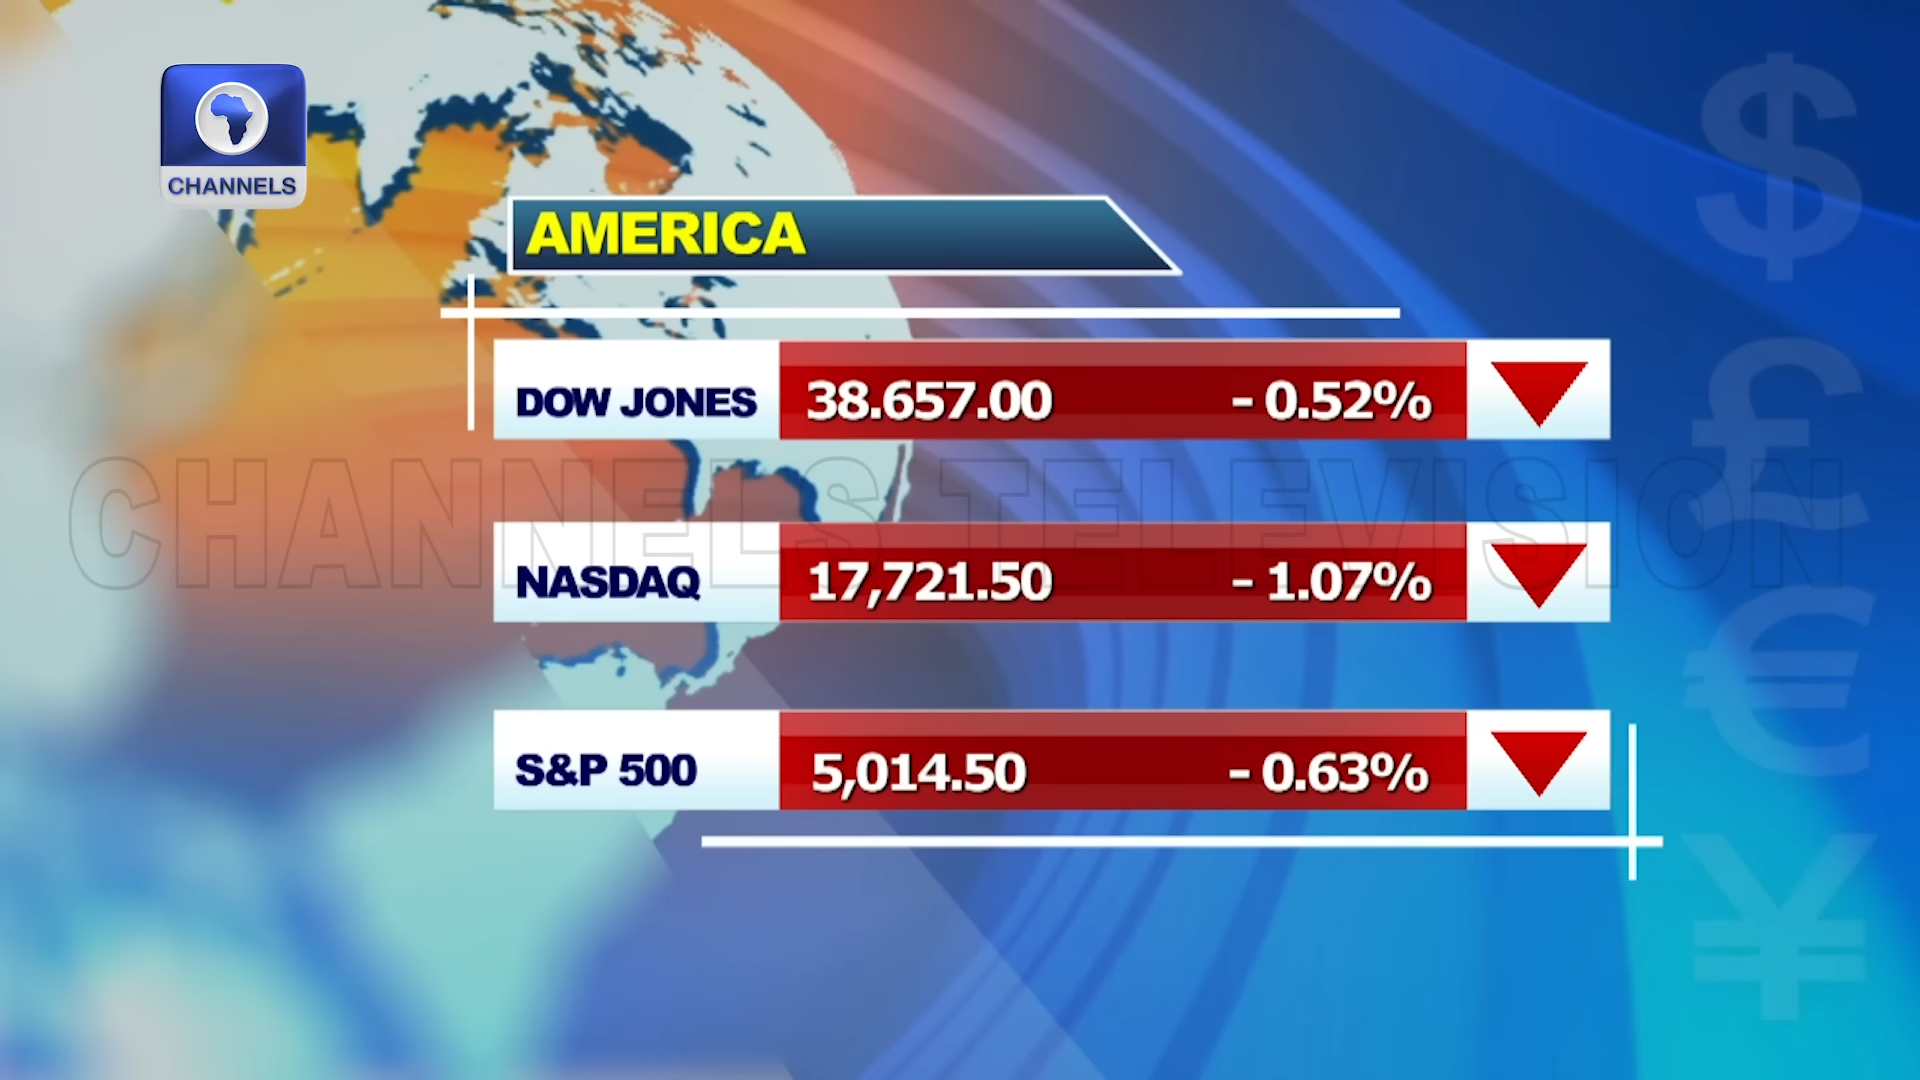 CHANNELS
AMERICA
DOW JONES 38.657.00 - 0.52%
CHANNELS TELEVISION
NASDAQ 17,721.50 - 1.07%
S&P 500 5,014.50 - 0.63%
$
£
€
¥